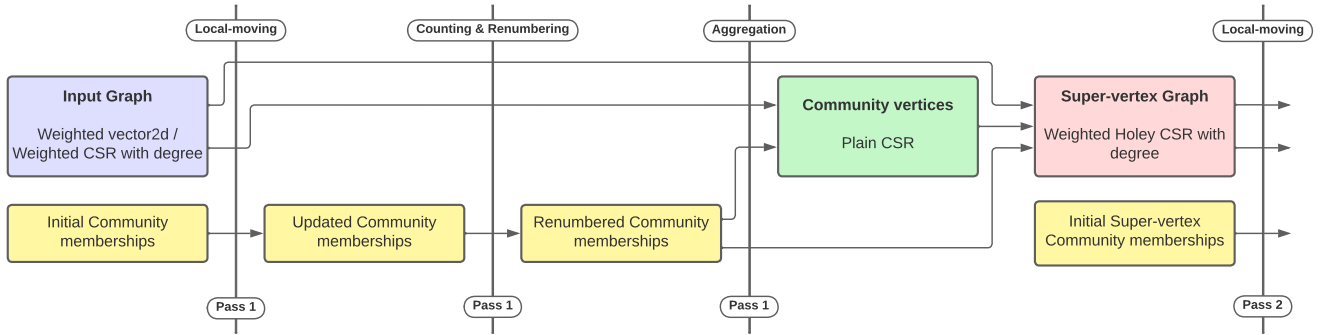 Local-moving
Counting & Renumbering
Aggregation
Local-moving
Input Graph
Weighted vector2d /
Weighted CSR with degree
Community vertices
Plain CSR
Super-vertex Graph
Weighted Holey CSR with
degree
Initial Community
memberships
Updated Community
memberships
Renumbered Community
memberships
Initial Super-vertex
Community memberships
Pass 1
Pass 1
Pass 1
Pass 2